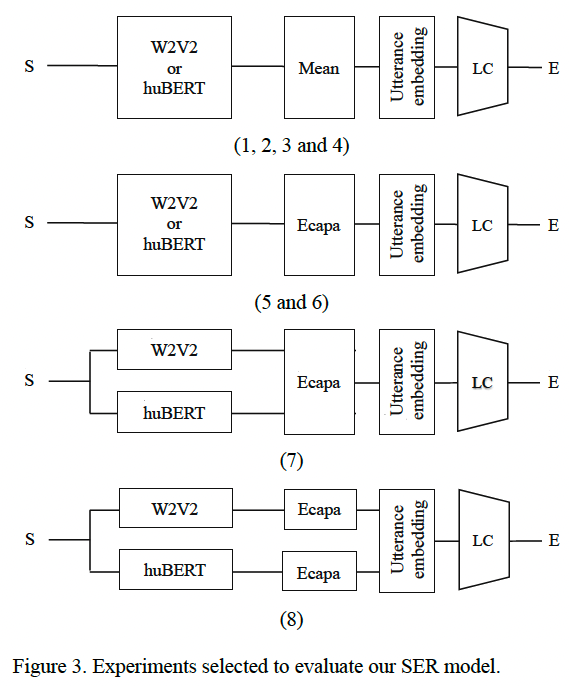 S
W2V2
or
huBERT
Mean
Utterance
embedding
LC
E
(1, 2, 3 and 4)
S
W2V2
or
huBERT
Ecapa
Utterance
embedding
LC
E
(5 and 6)
S
W2V2
huBERT
Ecapa
Utterance
embedding
LC
E
(7)
S
W2V2
huBERT
Ecapa
Ecapa
Utterance
embedding
LC
E
(8)
Figure 3. Experiments selected to evaluate our SER model.